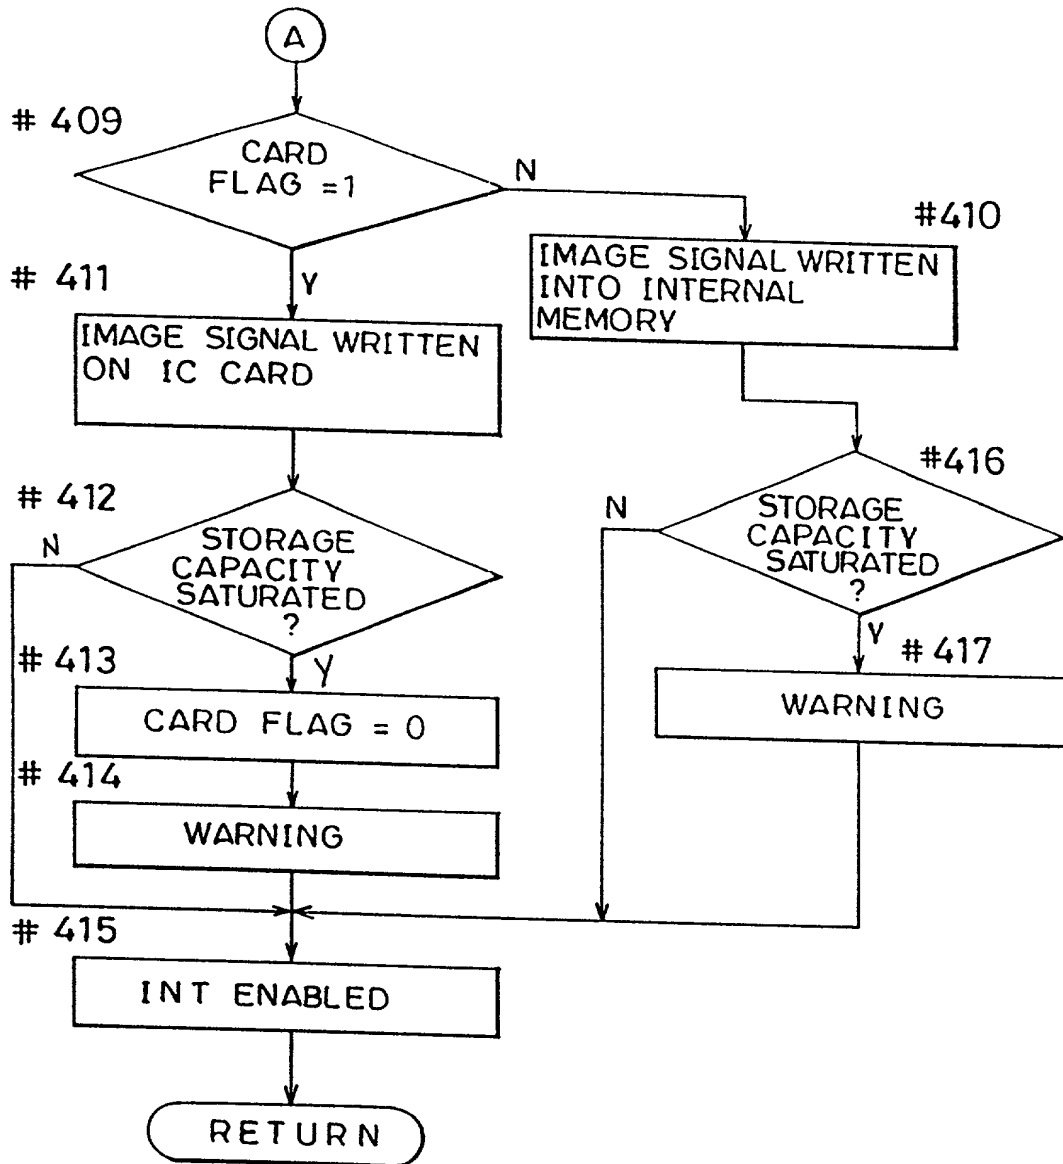 A
# 409
CARD
FLAG =1
N
#410
IMAGE SIGNAL WRITTEN
INTO INTERNAL
MEMORY
# 411
Y
IMAGE SIGNAL WRITTEN
ON IC CARD
#416
N
STORAGE
CAPACITY
SATURATED
?
Y
# 412
N
STORAGE
CAPACITY
SATURATED
?
Y
# 417
WARNING
# 413
CARD FLAG = 0
# 414
WARNING
# 415
INT ENABLED
RETURN